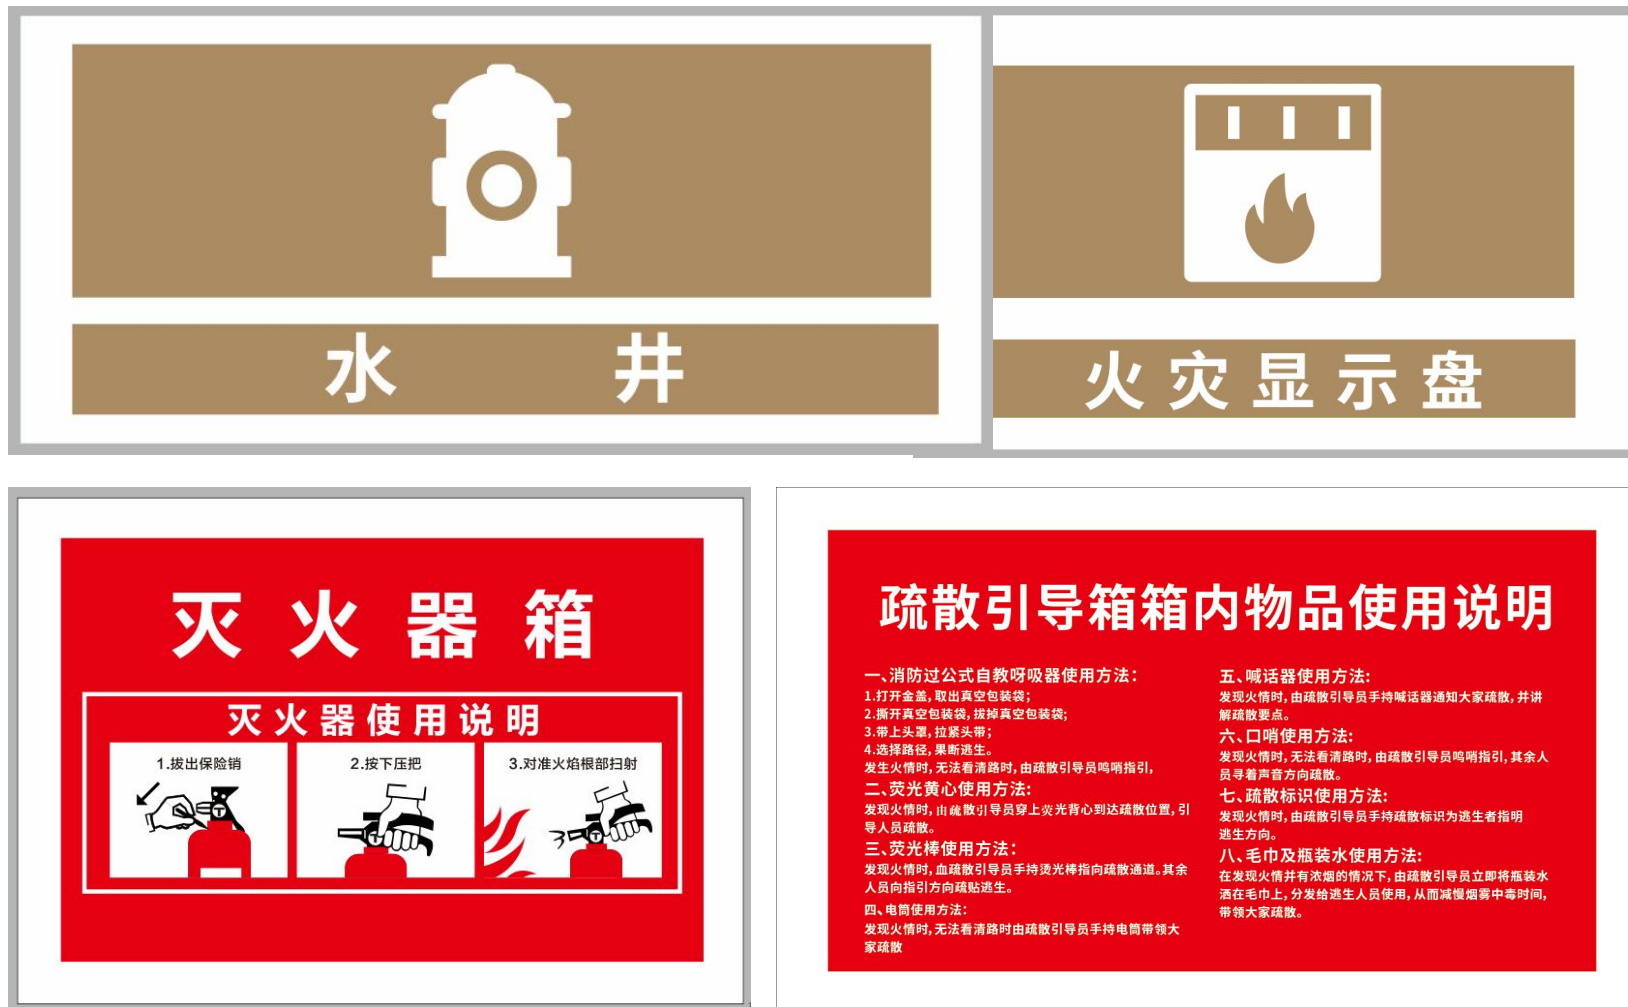 水 井
火灾显示盘
灭火器箱
灭火器使用说明
1.拔出保险销
2.按下压把
3.对准火焰根部扫射
疏散引导箱箱内物品使用说明
一、消防过公式自教呀吸器使用方法：
1.打开金盖,取出真空包装袋；
2.撕开真空包装袋,拔掉真空包装袋;
3.带上头罩,拉紧头带；
4.选择路径,果断逃生。
发生火情时,无法看清路时,由疏散引导员鸣哨指引,
二、荧光黄心使用方法：
发现火情时,由疏散引导员穿上荧光背心到达疏散位置,引
导人员疏散。
三、荧光棒使用方法：
发现火情时,血疏散引导员手持烫光棒指向疏散通道。其余
人员向指引方向疏贴逃生。
四、电筒使用方法：
发现火情时,无法看清路时由疏散引导员手持电筒带领大
家疏散
五、喊话器使用方法:
发现火情时,由疏散引导员手持喊话器通知大家疏散,并讲
解疏散要点。
六、口哨使用方法:
发现火情时,无法看清路时,由疏散引导员鸣哨指引,其余人
员寻着声音方向疏散。
七、疏散标识使用方法:
发现火情时,由疏散引导员手持疏散标识为逃生者指明
逃生方向。
八、毛巾及瓶装水使用方法:
在发现火情并有浓烟的情况下,由疏散引导员立即将瓶装水
洒在毛巾上,分发给逃生人员使用,从而减慢烟雾中毒时间,
带领大家疏散。